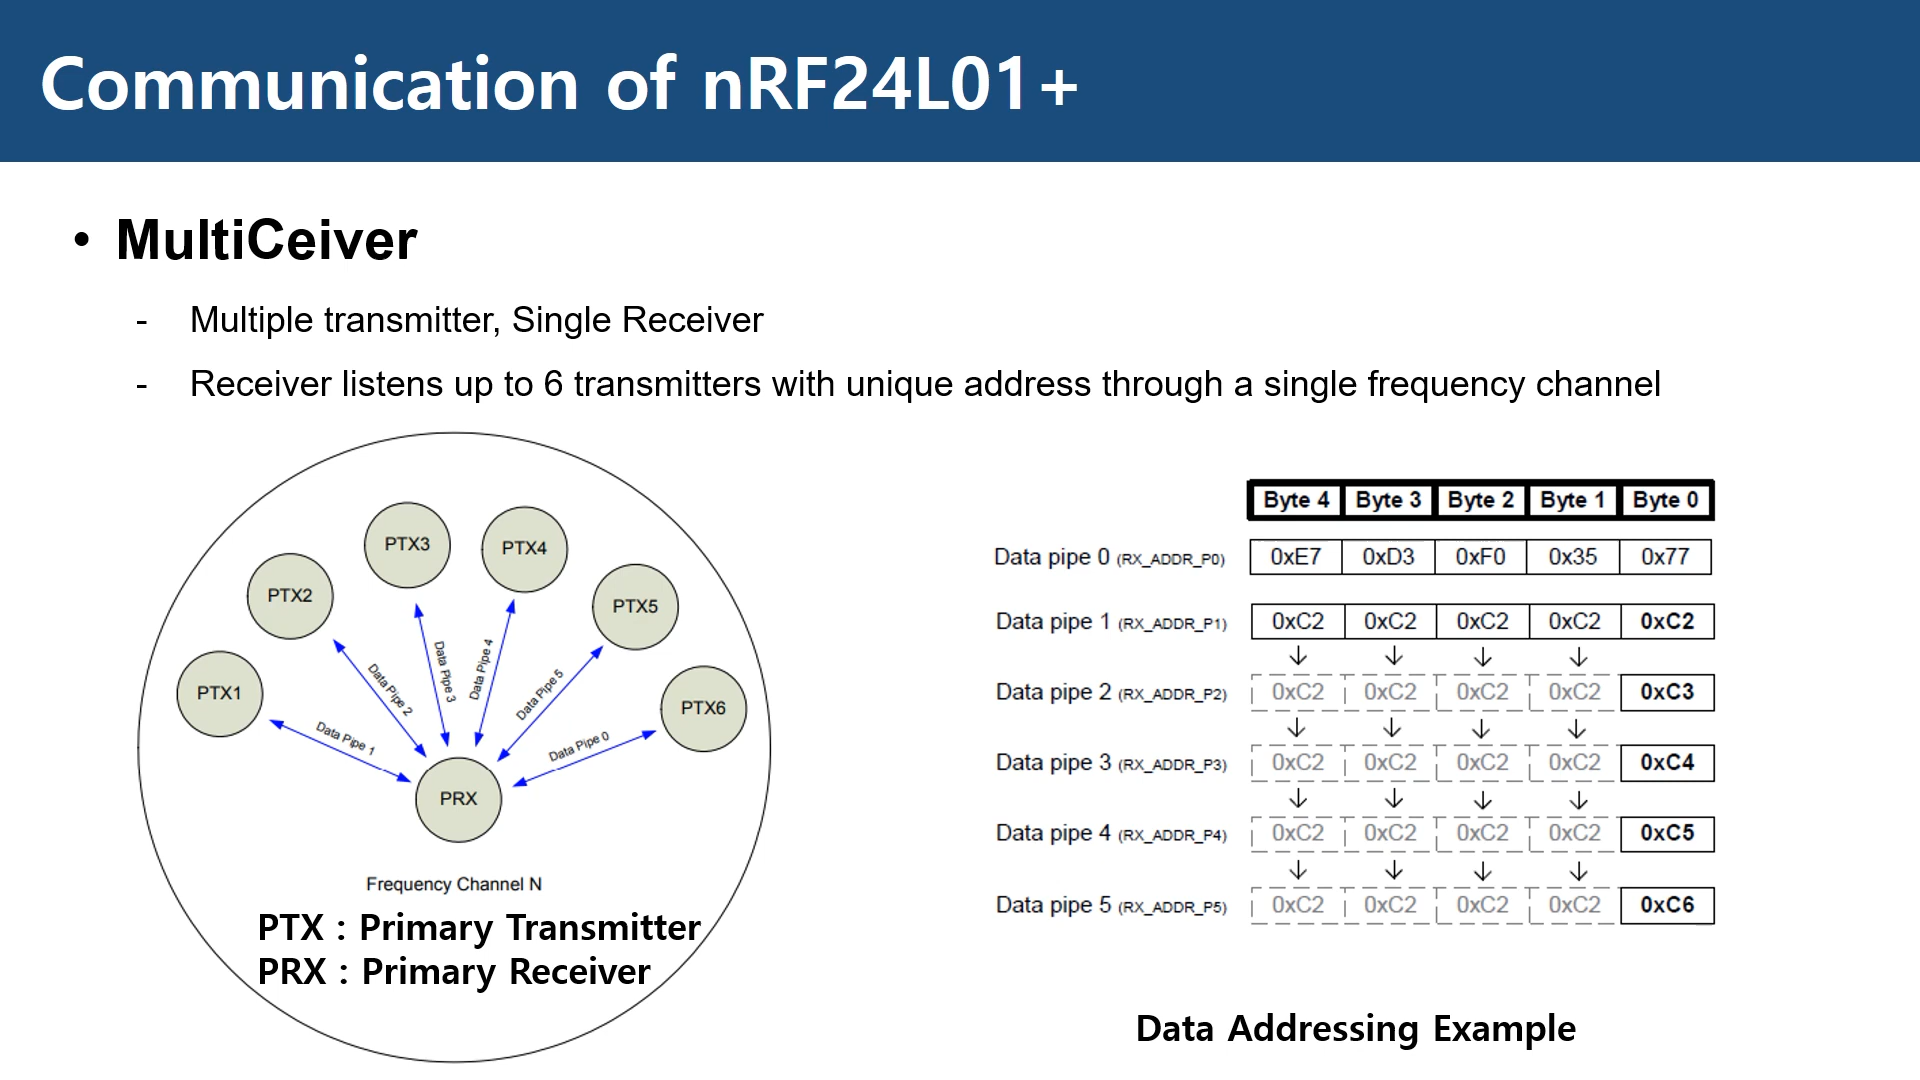 Communication of nRF24L01+
• MultiCeiver
- Multiple transmitter, Single Receiver
- Receiver listens up to 6 transmitters with unique address through a single frequency channel
PTX1
PTX2
PTX3
PTX4
PTX5
PTX6
Data Pipe 1
Data Pipe 2
Data Pipe 3
Data Pipe 4
Data Pipe 5
Data Pipe 0
PRX
Frequency Channel N
PTX : Primary Transmitter
PRX : Primary Receiver
Byte 4 Byte 3 Byte 2 Byte 1 Byte 0
Data pipe 0 (RX_ADDR_P0) 0xE7 0xD3 0xF0 0x35 0x77
Data pipe 1 (RX_ADDR_P1) 0xC2 0xC2 0xC2 0xC2 0xC2
Data pipe 2 (RX_ADDR_P2) 0xC2 0xC2 0xC2 0xC2 0xC3
Data pipe 3 (RX_ADDR_P3) 0xC2 0xC2 0xC2 0xC2 0xC4
Data pipe 4 (RX_ADDR_P4) 0xC2 0xC2 0xC2 0xC2 0xC5
Data pipe 5 (RX_ADDR_P5) 0xC2 0xC2 0xC2 0xC2 0xC6
Data Addressing Example